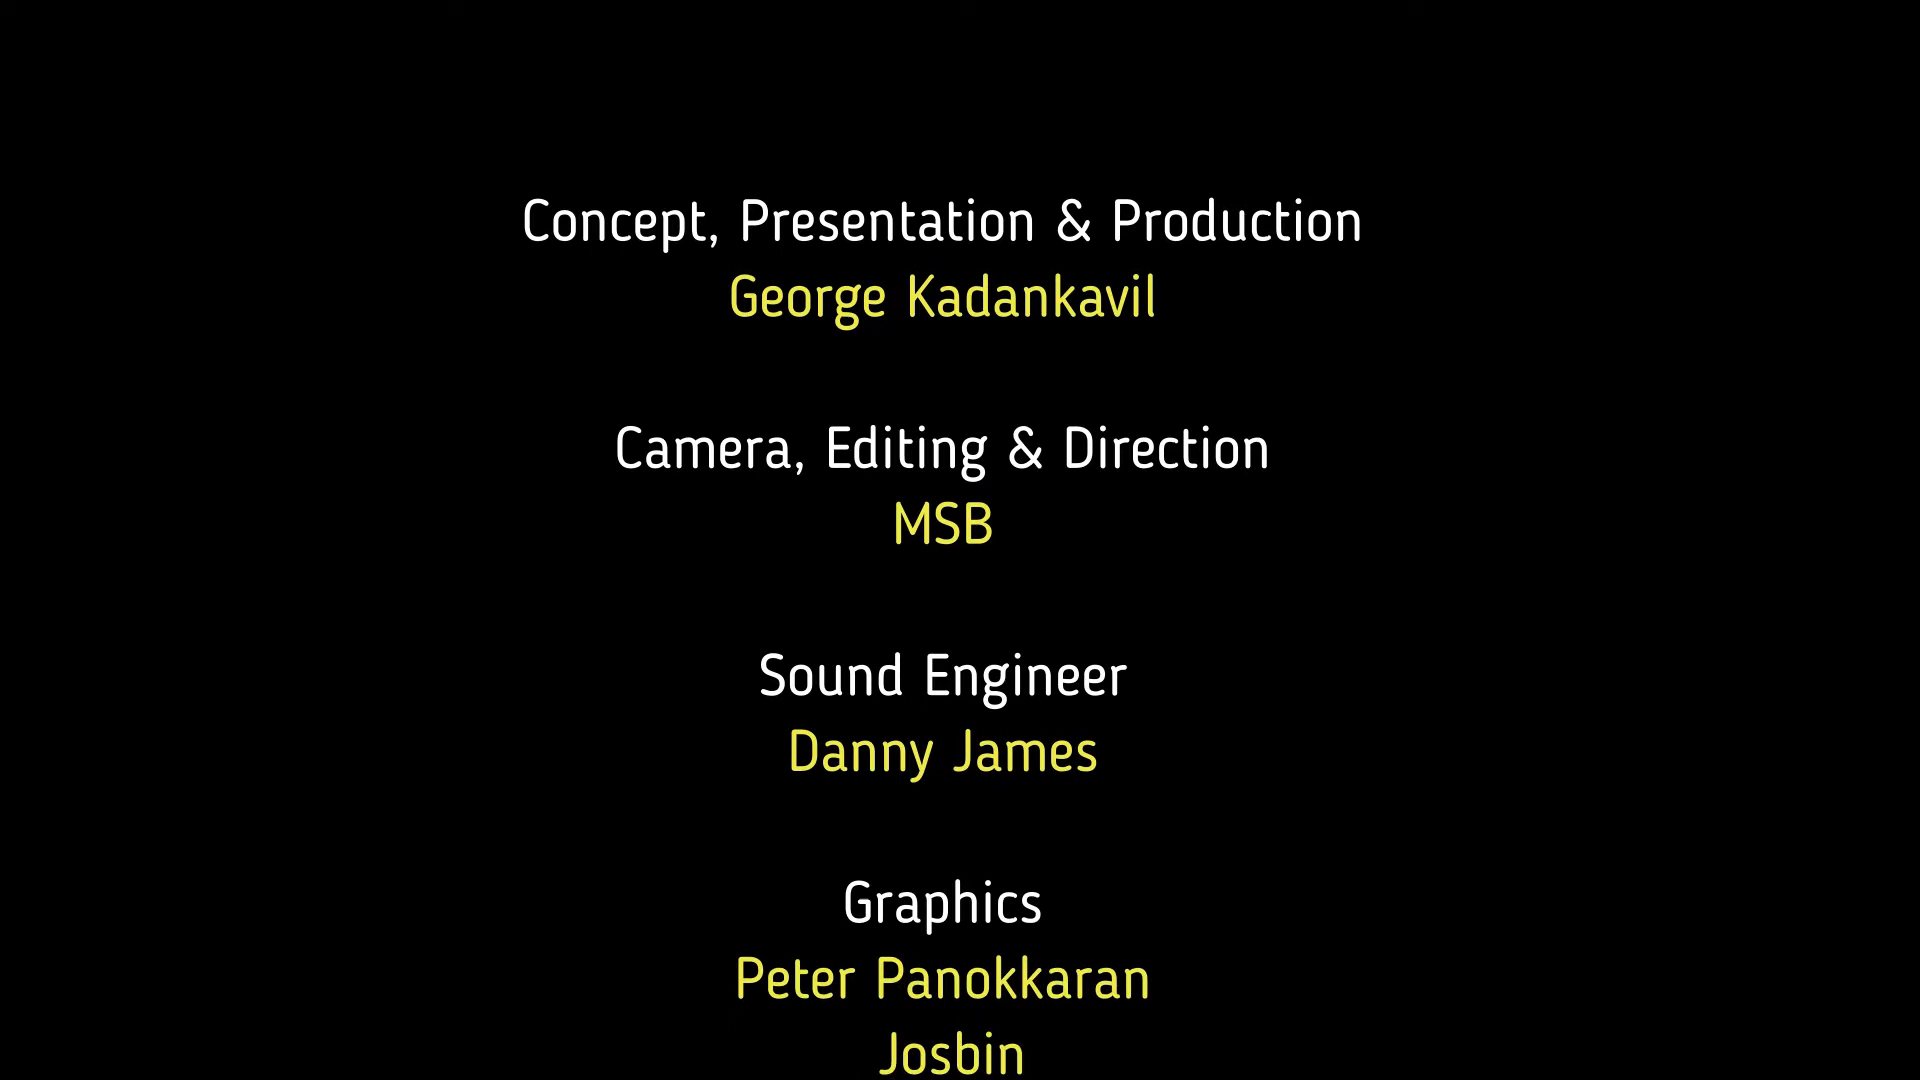 Concept, Presentation & Production
George Kadankavil
Camera, Editing & Direction
MSB
Sound Engineer
Danny James
Graphics
Peter Panokkaran
Josbin